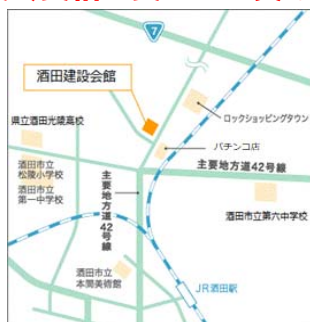 7
酒田建設会館
ロックショッピングタウン
県立酒田光陵高校
パチンコ店
主要地方道42号線
酒田市立
松陵小学校
酒田市立
第一中学校
主要地方道42号線
酒田市立第六中学校
酒田市立
本間美術館
JR酒田駅